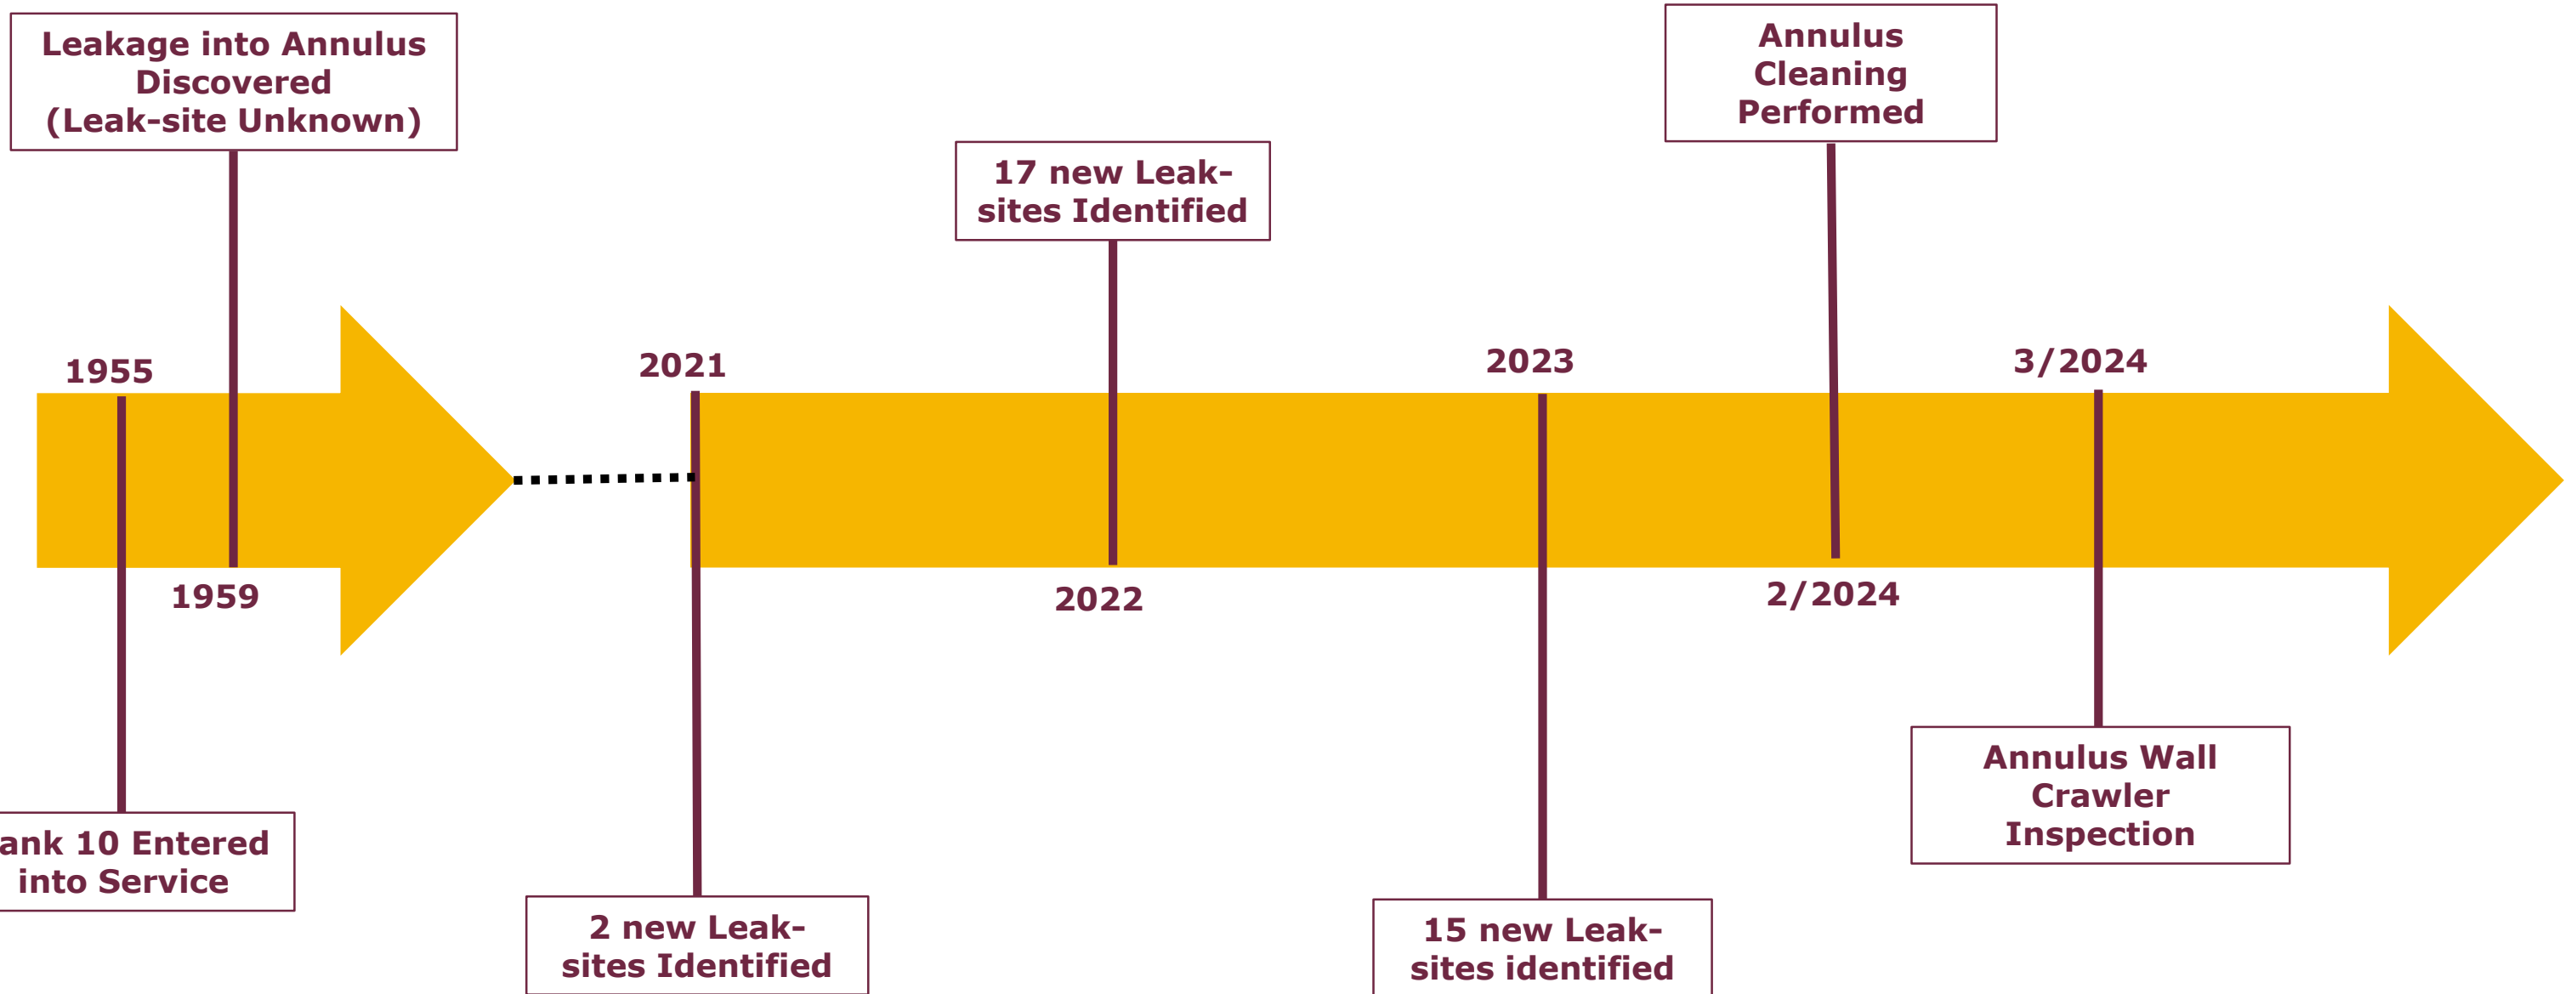 Leakage into Annulus
Discovered
(Leak-site Unknown)
Annulus
Cleaning
Performed
17 new Leak-
sites Identified
1955
2021
2023
3/2024
1959
2022
2/2024
Annulus Wall
Crawler
Inspection
ank 10 Entered
into Service
2 new Leak-
sites Identified
15 new Leak-
sites identified